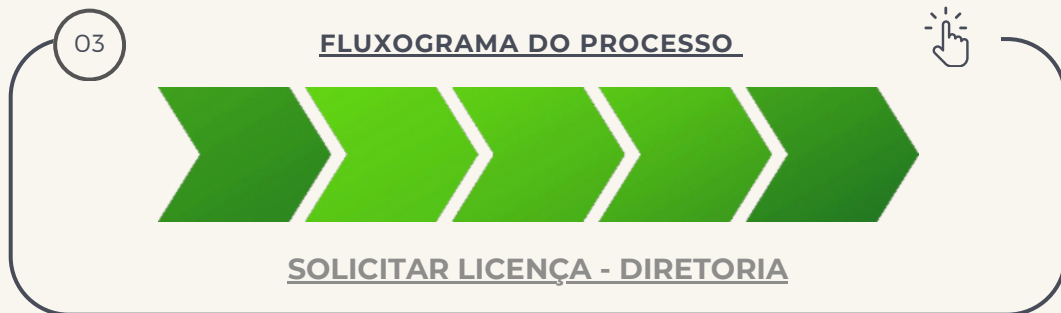 03
FLUXOGRAMA DO PROCESSO
SOLICITAR LICENÇA - DIRETORIA